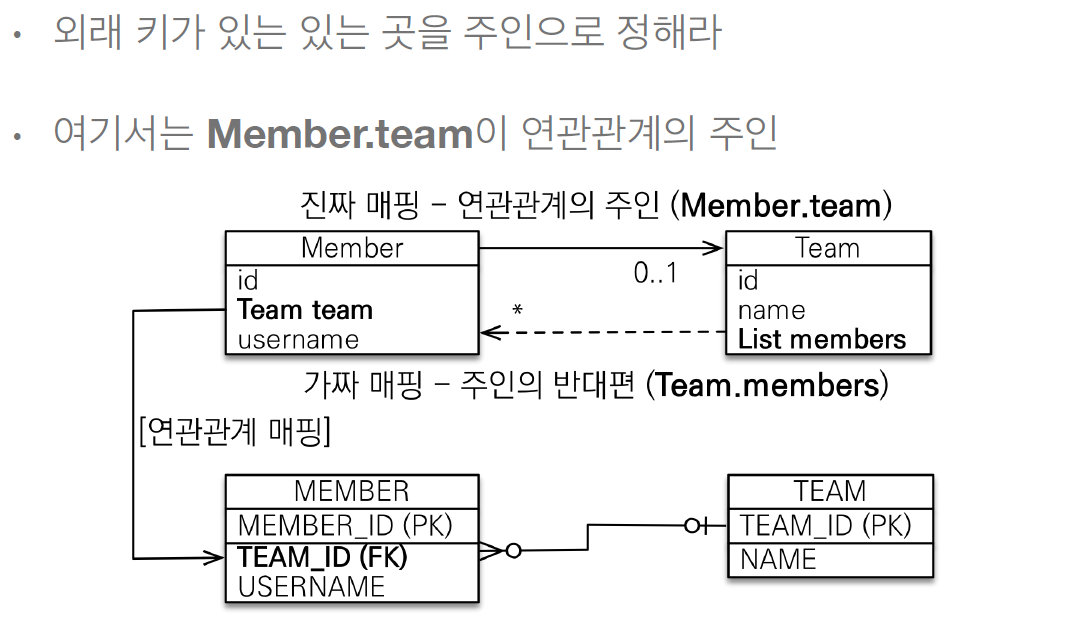 • 외래 키가 있는 있는 곳을 주인으로 정해라
• 여기서는 Member.team이 연관관계의 주인
진짜 매핑 – 연관관계의 주인 (Member.team)
Member
id
Team team
username
0..1
*
Team
id
name
List members
가짜 매핑 – 주인의 반대편 (Team.members)
[연관관계 매핑]
MEMBER
MEMBER_ID (PK)
TEAM_ID (FK)
USERNAME
TEAM
TEAM_ID (PK)
NAME